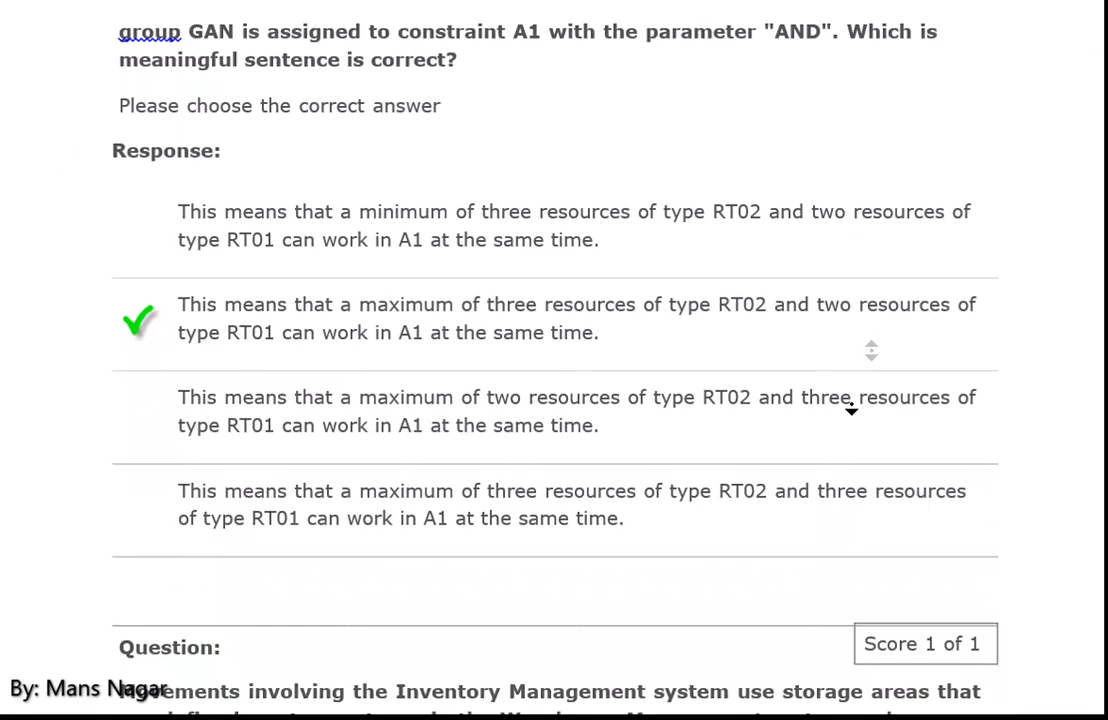 group GAN is assigned to constraint A1 with the parameter "AND". Which is
meaningful sentence is correct?
Please choose the correct answer
Response:
This means that a minimum of three resources of type RT02 and two resources of
type RT01 can work in A1 at the same time.
This means that a maximum of three resources of type RT02 and two resources of
type RT01 can work in A1 at the same time.
This means that a maximum of two resources of type RT02 and three resources of
type RT01 can work in A1 at the same time.
This means that a maximum of three resources of type RT02 and three resources
of type RT01 can work in A1 at the same time.
Score 1 of 1
Question:
By: Mans Nagar
involving the Inventory Management system use storage areas that